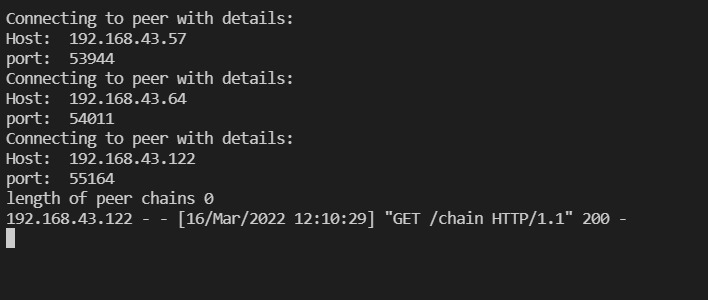 Connecting to peer with details:
Host:  192.168.43.57
port:  53944
Connecting to peer with details:
Host:  192.168.43.64
port:  54011
Connecting to peer with details:
Host:  192.168.43.122
port:  55164
length of peer chains 0
192.168.43.122 - - [16/Mar/2022 12:10:29] "GET /chain HTTP/1.1" 200 -